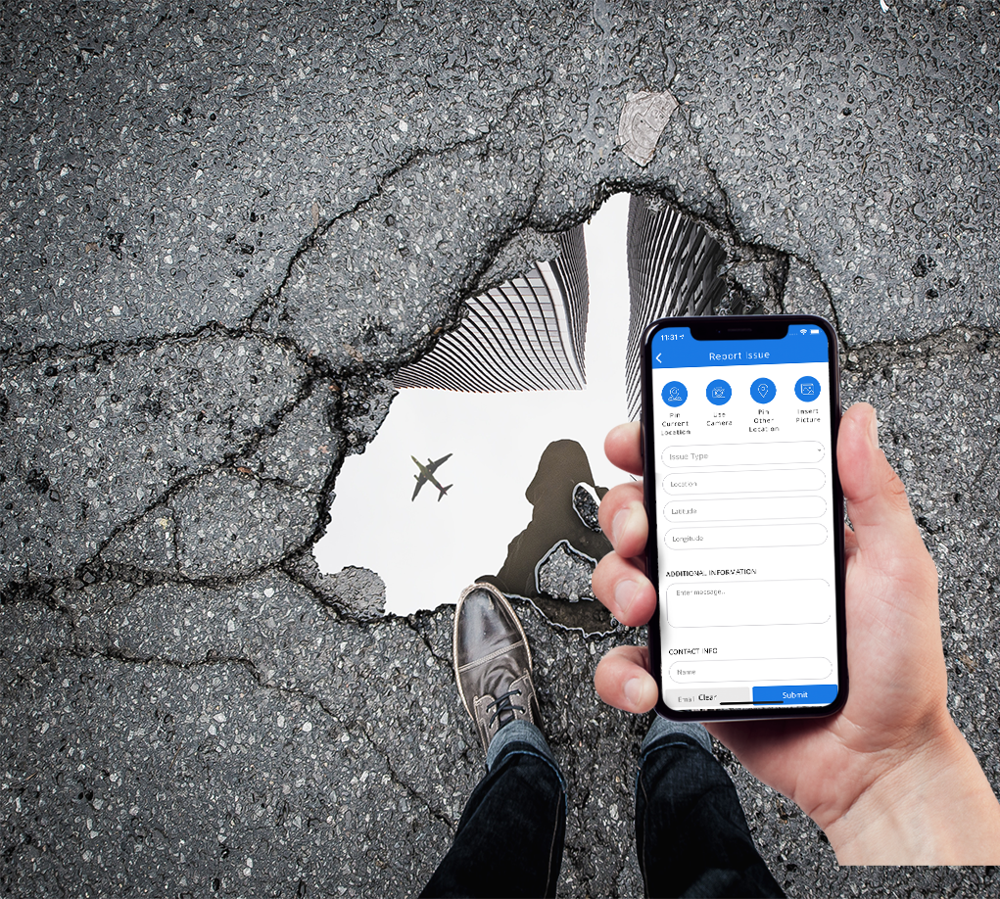 11:31
Report Issue
Pin
Current
Location
Use
Camera
Pin
Other
Location
Insert
Picture
Issue Type
Location
Latitude
Longitude
ADDITIONAL INFORMATION
Enter message..
CONTACT INFO
Name
Email
Clear
Submit